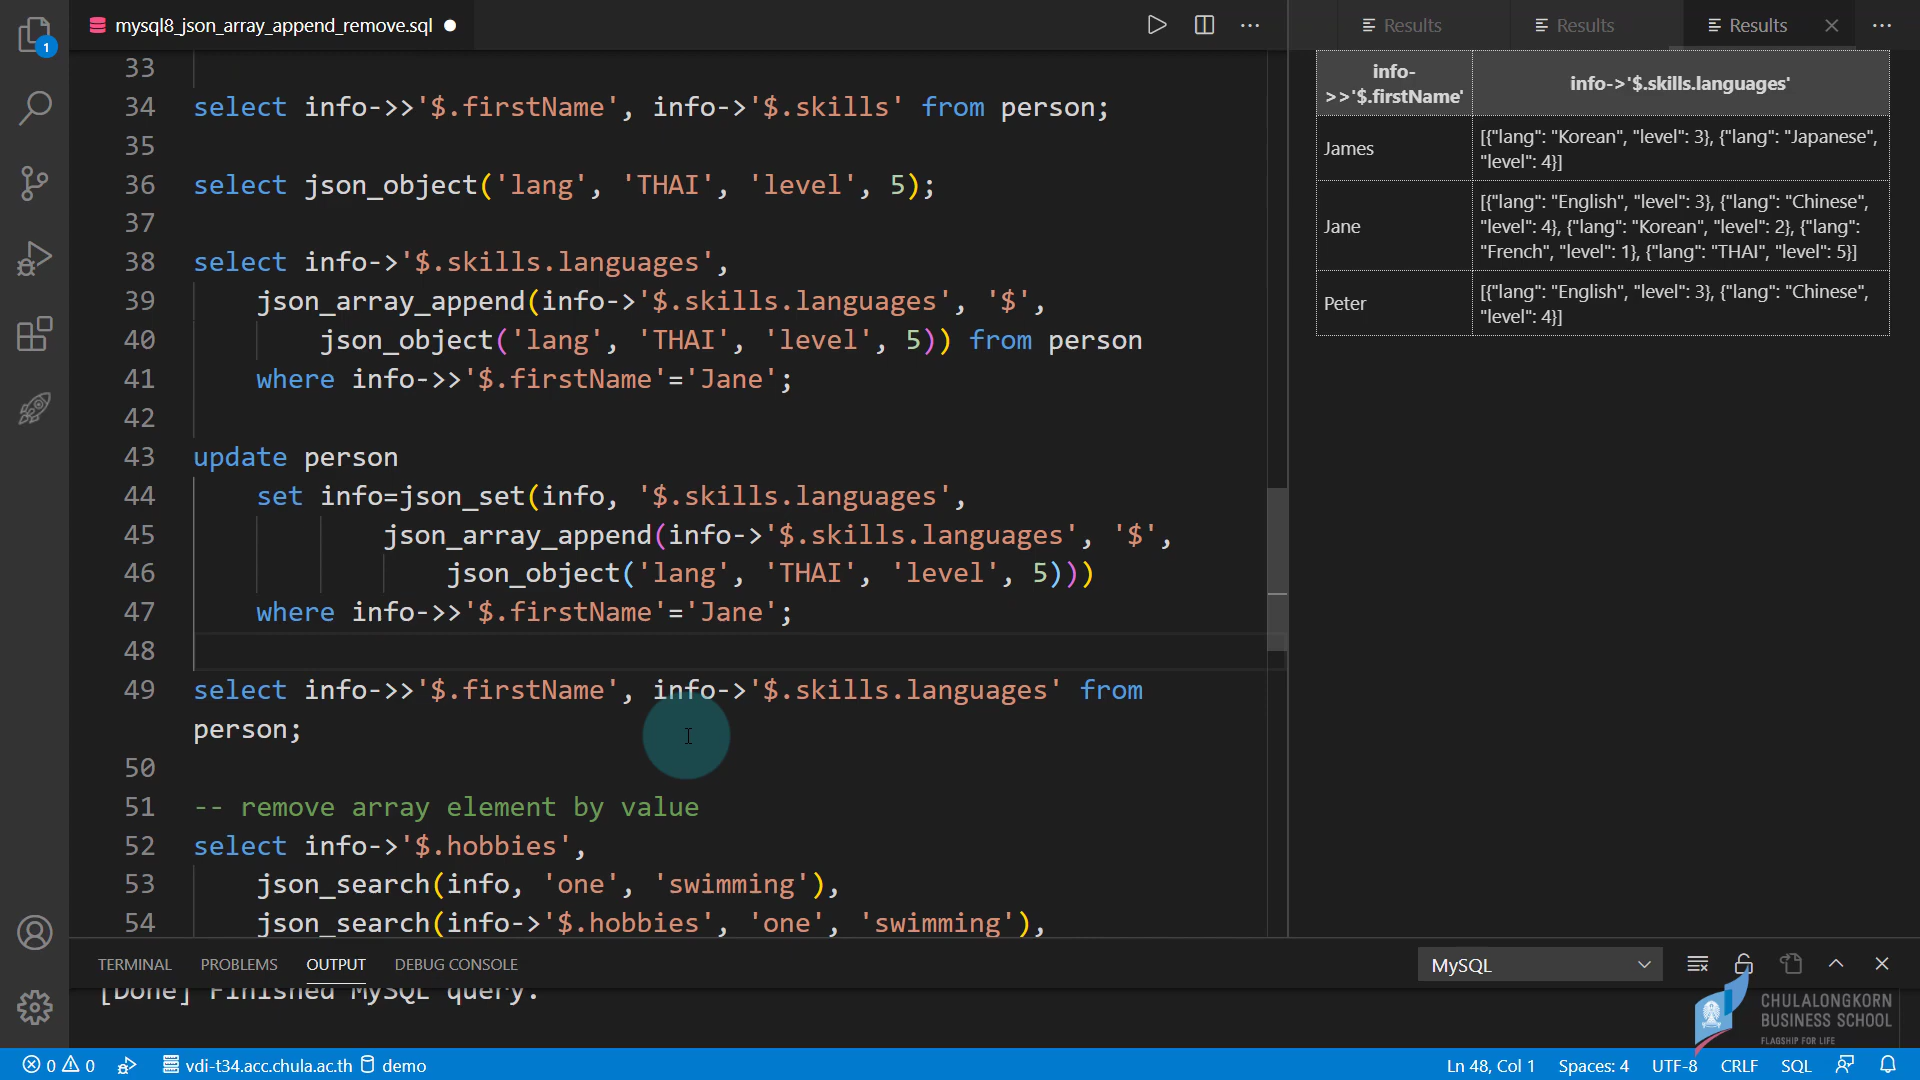 mysql8_json_array_append_remove.sql
Results
Results
Results
1
33
34 select info->>'$.firstName', info->'$.skills' from person;
35
36 select json_object('lang', 'THAI', 'level', 5);
37
38 select info->'$.skills.languages',
39 json_array_append(info->'$.skills.languages', '$',
40 json_object('lang', 'THAI', 'level', 5)) from person
41 where info->>'$.firstName'='Jane';
42
43 update person
44 set info=json_set(info, '$.skills.languages',
45 json_array_append(info->'$.skills.languages', '$',
46 json_object('lang', 'THAI', 'level', 5)))
47 where info->>'$.firstName'='Jane';
48
49 select info->>'$.firstName', info->'$.skills.languages' from
person;
50
51 -- remove array element by value
52 select info->'$.hobbies',
53 json_search(info, 'one', 'swimming'),
54 json_search(info->'$.hobbies', 'one', 'swimming'),
info-
>>'$.firstName'
info->'$.skills.languages'
James
[{"lang": "Korean", "level": 3}, {"lang": "Japanese",
"level": 4}]
Jane
[{"lang": "English", "level": 3}, {"lang": "Chinese",
"level": 4}, {"lang": "Korean", "level": 2}, {"lang":
"French", "level": 1}, {"lang": "THAI", "level": 5}]
Peter
[{"lang": "English", "level": 3}, {"lang": "Chinese",
"level": 4}]
TERMINAL PROBLEMS OUTPUT DEBUG CONSOLE
MySQL
[Done] Finished MySQL query.
CHULALONGKORN
BUSINESS SCHOOL
FLAGSHIP FOR LIFE
0 0 vdi-t34.acc.chula.ac.th demo
Ln 48, Col 1 Spaces: 4 UTF-8 CRLF SQL